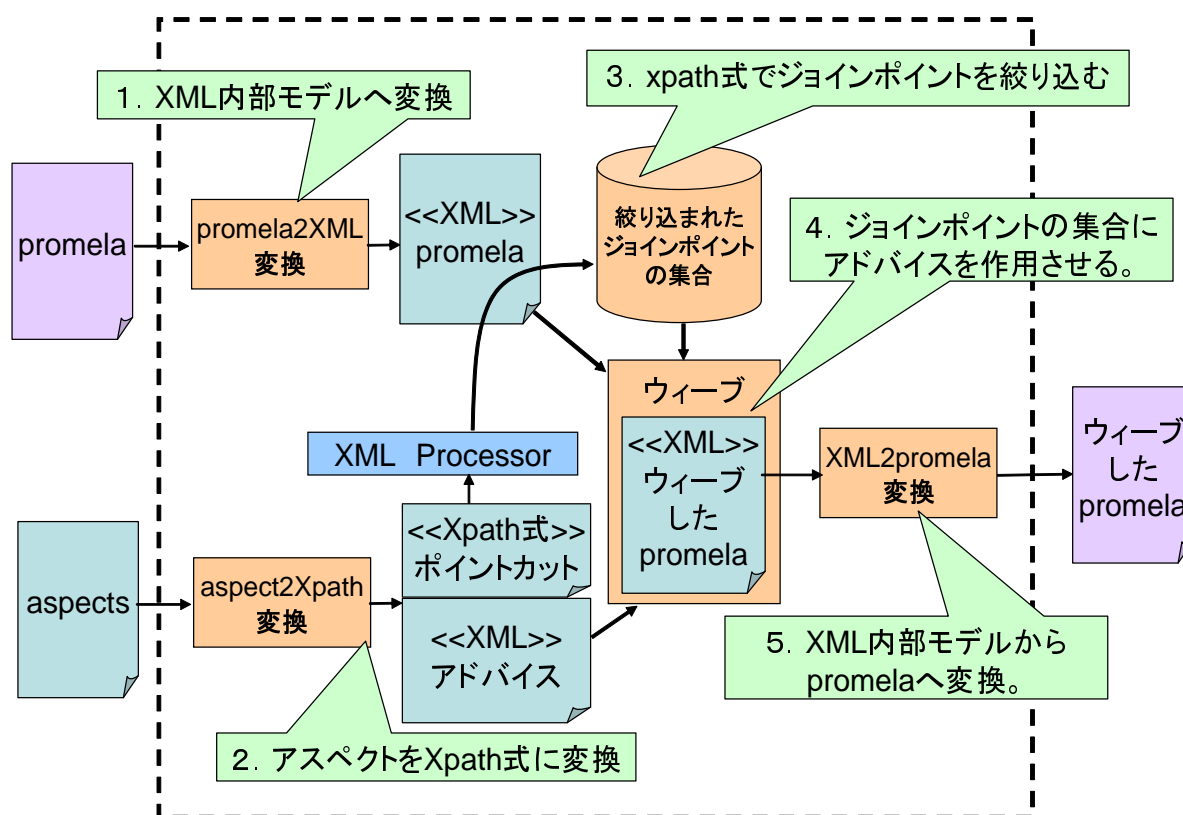 1．XML内部モデルへ変換
3．xpath式でジョインポイントを絞り込む
promela
promela2XML
変換
<<XML>>
promela
絞り込まれた
ジョインポイント
の集合
4．ジョインポイントの集合に
アドバイスを作用させる。
ウィーブ
<<XML>>
ウィーブ
した
promela
XML2promela
変換
ウィーブ
した
promela
XML Processor
aspects
aspect2Xpath
変換
<<Xpath式>>
ポイントカット
<<XML>>
アドバイス
5．XML内部モデルから
promelaへ変換。
2．アスペクトをXpath式に変換